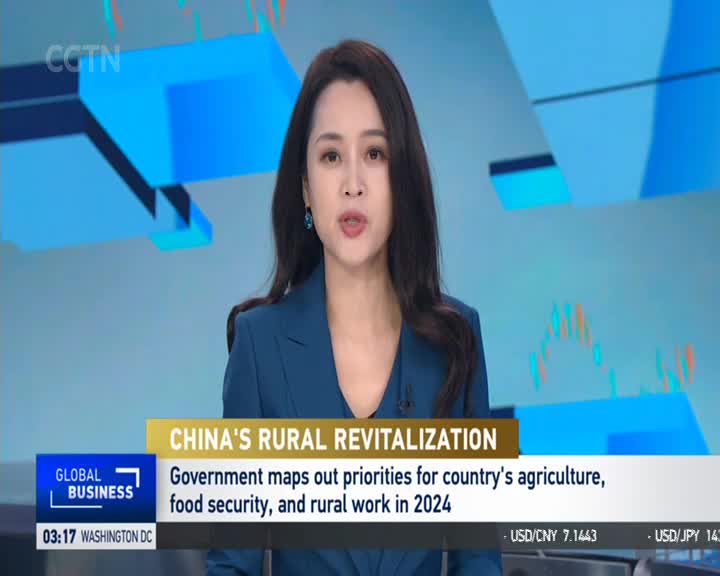 CGTN
CHINA'S RURAL REVITALIZATION
GLOBAL
BUSINESS
Government maps out priorities for country's agriculture,
food security, and rural work in 2024
03:17 WASHINGTON DC
· USD/CNY 7.1443 · USD/JPY